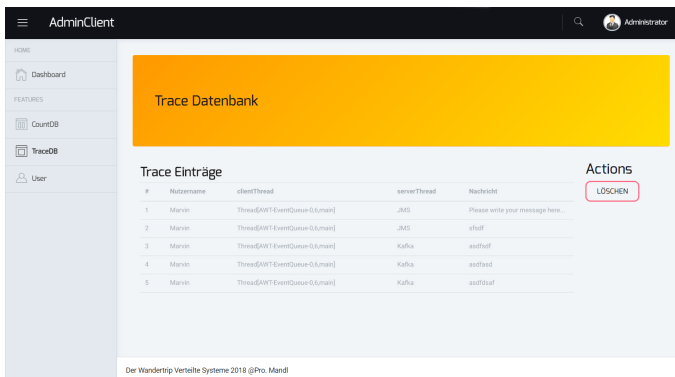 AdminClient
Administrator
HOME
Dashboard
FEATURES
CountDB
TraceDB
User
Trace Datenbank
Trace Einträge
# Nutzername clientThread serverThread Nachricht
1 Marvin Thread[AWT-EventQueue-0,6,main] JMS Please write your message here...
2 Marvin Thread[AWT-EventQueue-0,6,main] JMS sfsdf
3 Marvin Thread[AWT-EventQueue-0,6,main] Kafka asdfsdf
4 Marvin Thread[AWT-EventQueue-0,6,main] Kafka asdfasd
5 Marvin Thread[AWT-EventQueue-0,6,main] Kafka asdfdsaf
Actions
LÖSCHEN
Der Wandertrip Verteilte Systeme 2018 @Pro. Mandl